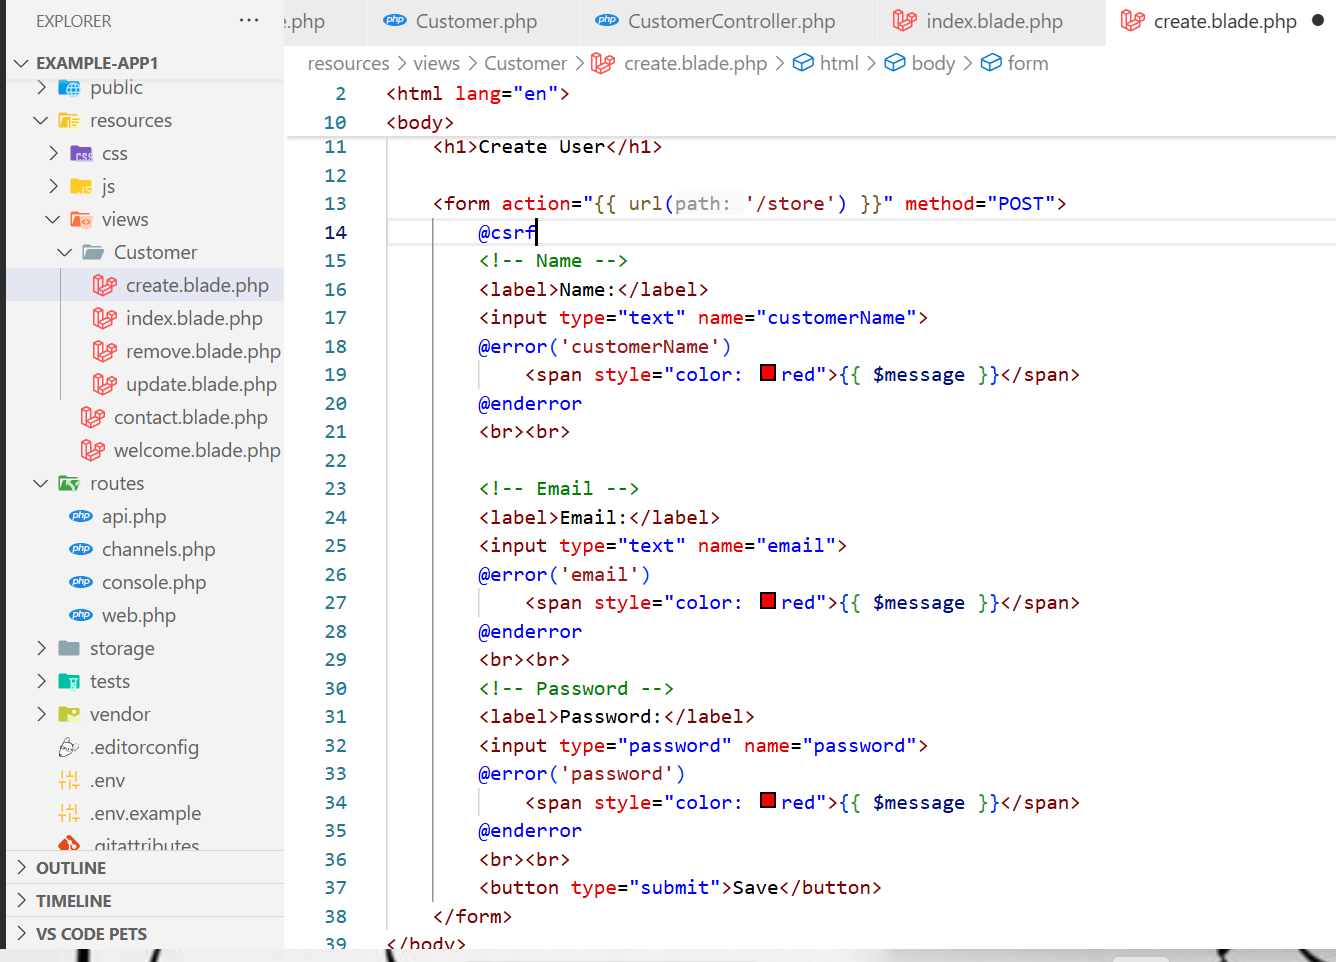 EXPLORER ...
EXAMPLE-APP1
public
resources
css
js
views
Customer
create.blade.php
index.blade.php
remove.blade.php
update.blade.php
contact.blade.php
welcome.blade.php
routes
api.php
channels.php
console.php
web.php
storage
tests
vendor
.editorconfig
.env
.env.example
.gitattributes
OUTLINE
TIMELINE
VS CODE PETS
.php Customer.php CustomerController.php index.blade.php create.blade.php
resources > views > Customer > create.blade.php > html > body > form
2 <html lang="en">
10 <body>
11 <h1>Create User</h1>
12
13 <form action="{{ url(path: '/store') }}" method="POST">
14 @csrf
15 <!-- Name -->
16 <label>Name:</label>
17 <input type="text" name="customerName">
18 @error('customerName')
19 <span style="color: red">{{ $message }}</span>
20 @enderror
21 <br><br>
22
23 <!-- Email -->
24 <label>Email:</label>
25 <input type="text" name="email">
26 @error('email')
27 <span style="color: red">{{ $message }}</span>
28 @enderror
29 <br><br>
30 <!-- Password -->
31 <label>Password:</label>
32 <input type="password" name="password">
33 @error('password')
34 <span style="color: red">{{ $message }}</span>
35 @enderror
36 <br><br>
37 <button type="submit">Save</button>
38 </form>
39 </body>